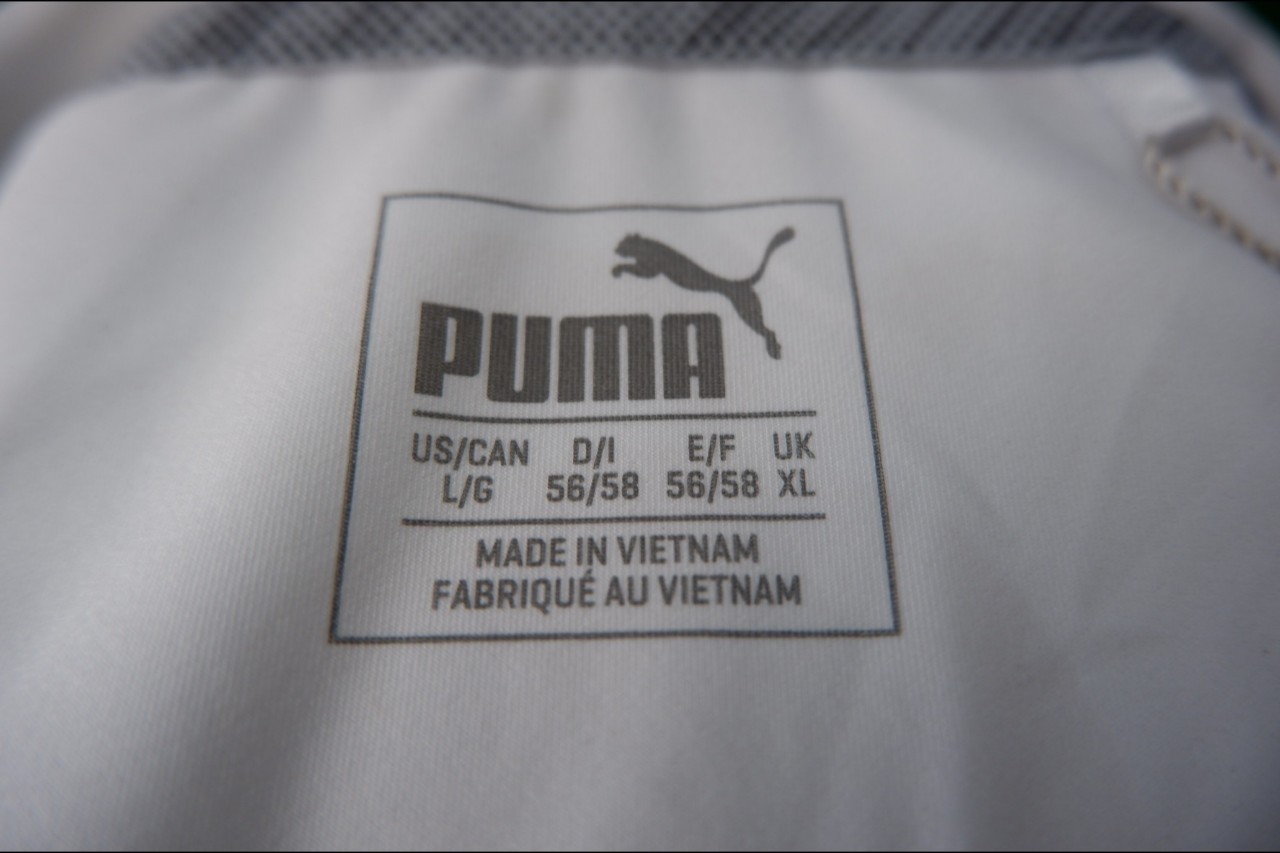 PUMA
US/CAN D/I E/F UK
L/G 56/58 56/58 XL
MADE IN VIETNAM
FABRIQUÉ AU VIETNAM